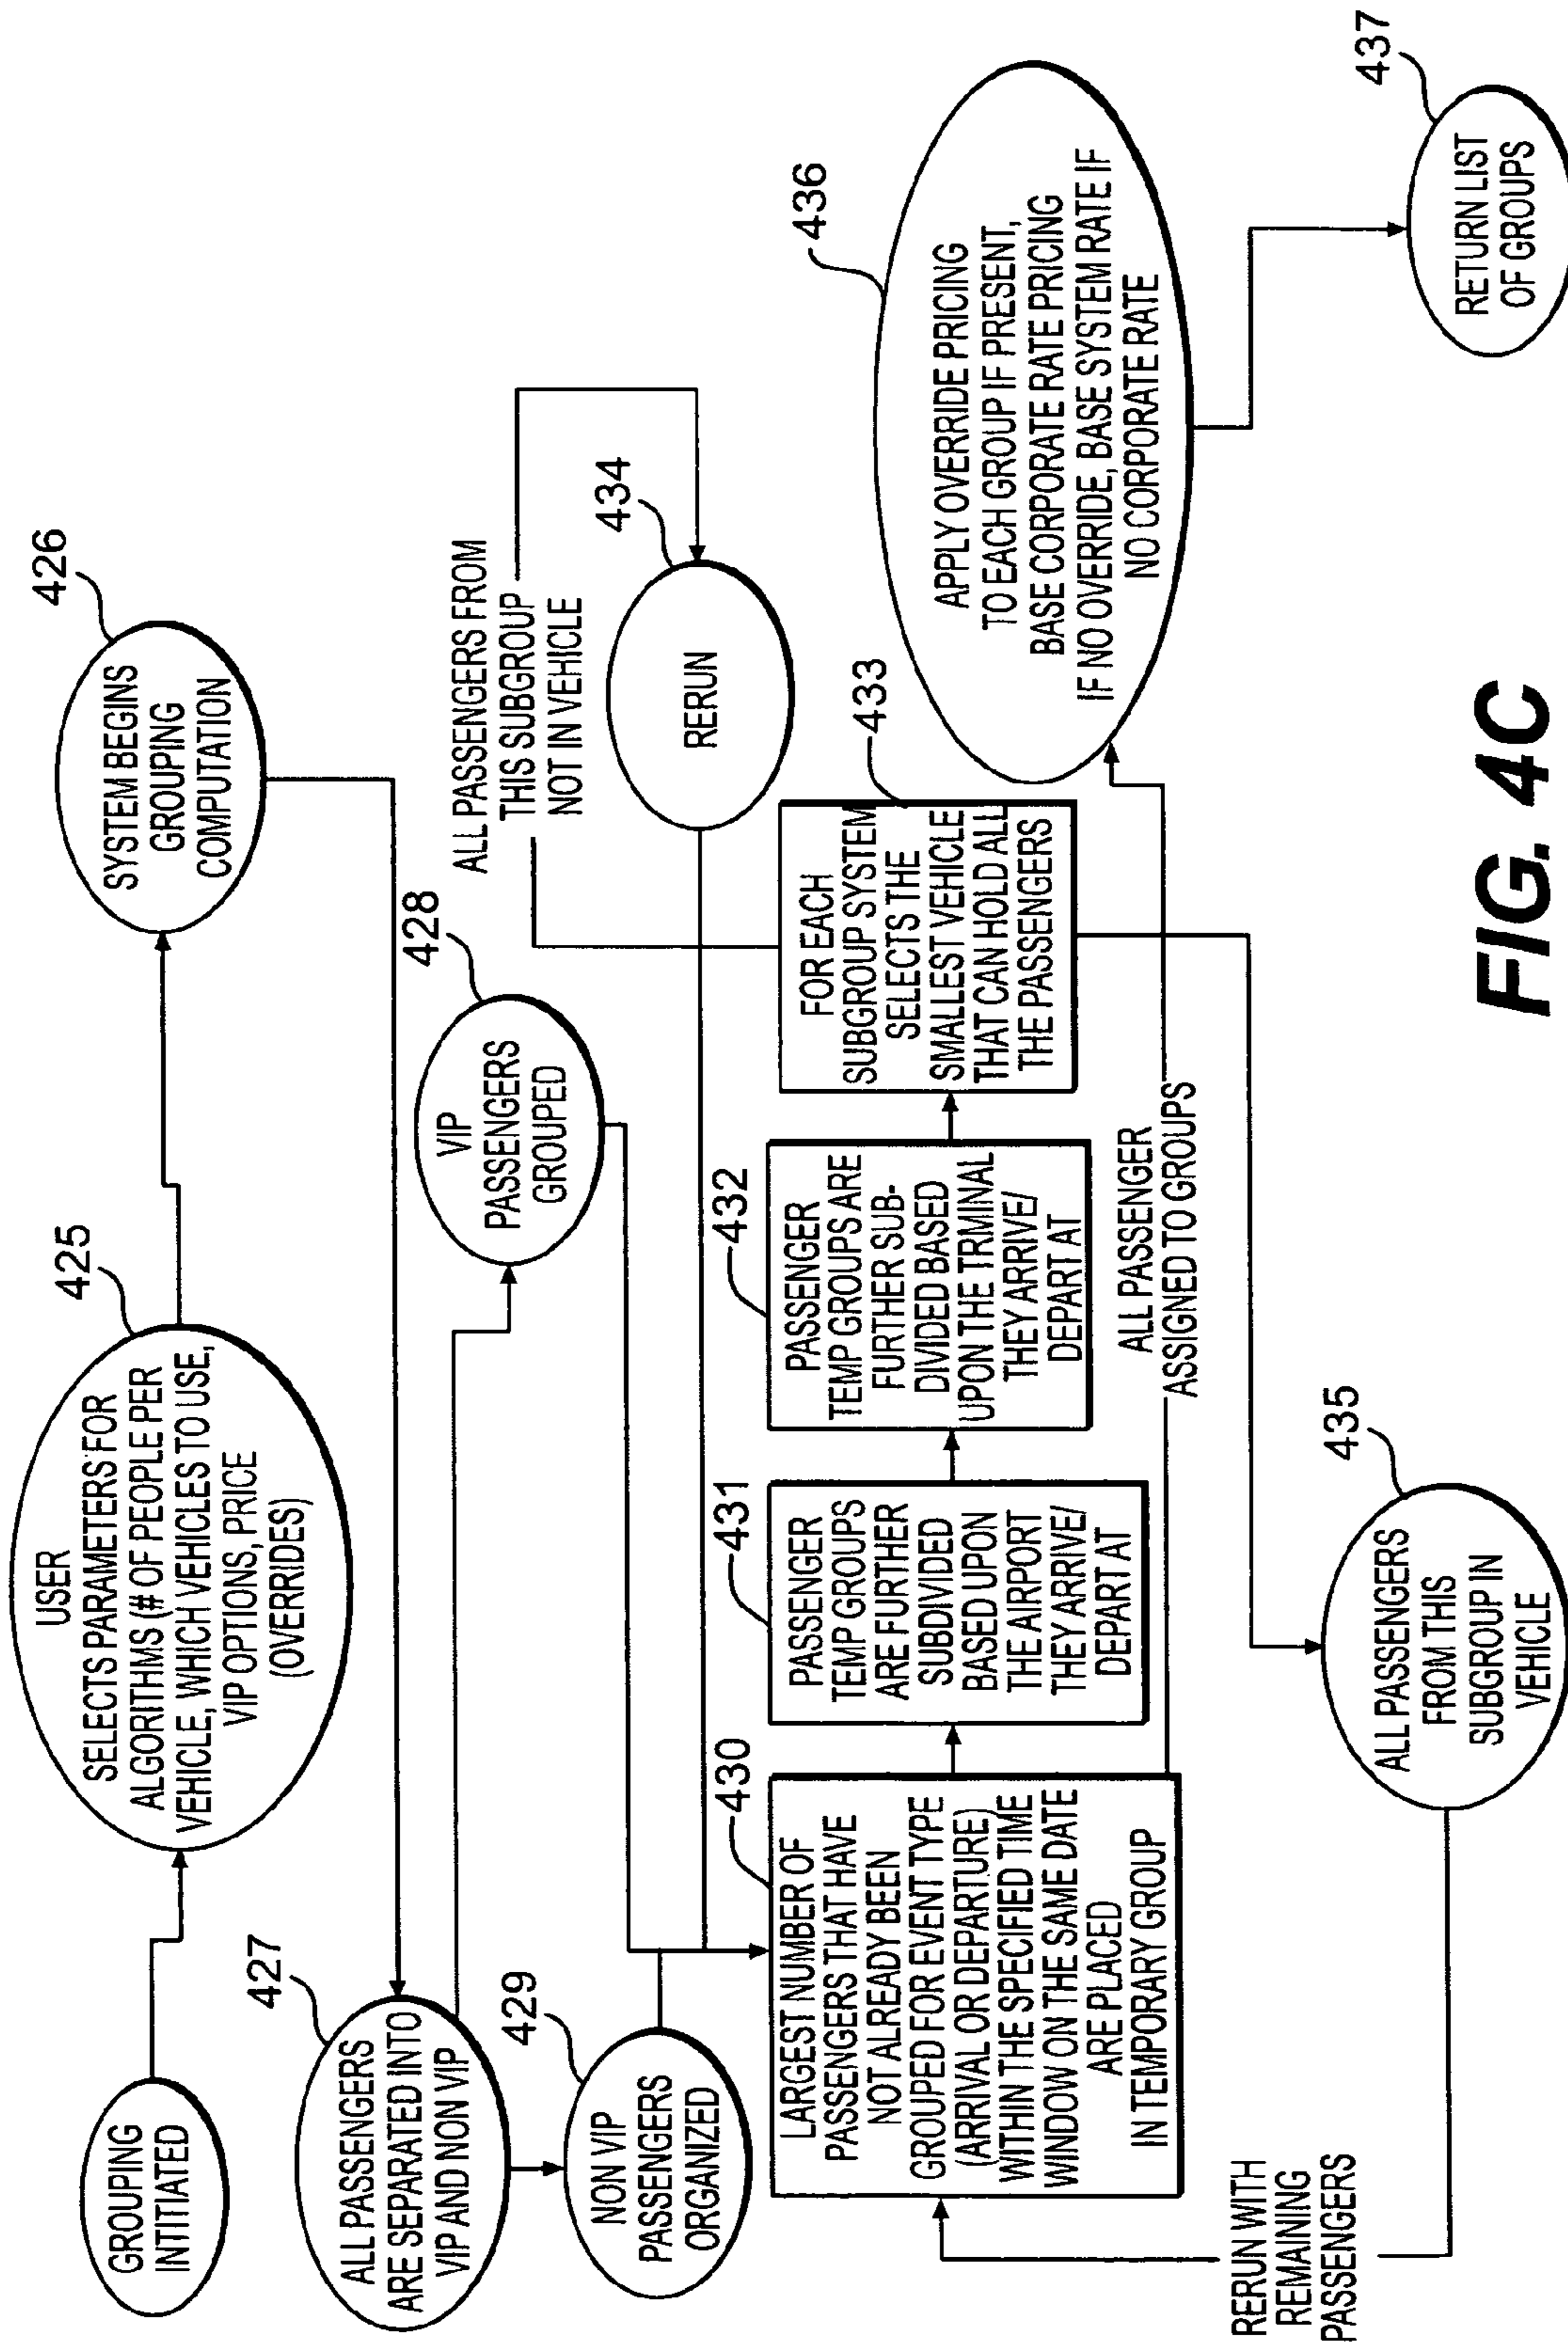 GROUPING
INTITIATED
425
USER
SELECTS PARAMETERS FOR
ALGORITHMS (# OF PEOPLE PER
VEHICLE, WHICH VEHICLES TO USE,
VIP OPTIONS, PRICE
(OVERRIDES)
426
SYSTEM BEGINS
GROUPING
COMPUTATION
427
ALL PASSENGERS
ARE SEPARATED INTO
VIP AND NON VIP
428
VIP
PASSENGERS
GROUPED
429
NON VIP
PASSENGERS
ORGANIZED
ALL PASSENGERS FROM
THIS SUBGROUP
NOT IN VEHICLE
434
RERUN
430
LARGEST NUMBER OF
PASSENGERS THAT HAVE
NOT ALREADY BEEN
GROUPED FOR EVENT TYPE
(ARRIVAL OR DEPARTURE)
WITHIN THE SPECIFIED TIME
WINDOW ON THE SAME DATE
ARE PLACED
IN TEMPORARY GROUP
431
PASSENGER
TEMP GROUPS
ARE FURTHER
SUBDIVIDED
BASED UPON
THE AIRPORT
THEY ARRIVE/
DEPART AT
432
PASSENGER
TEMP GROUPS ARE
FURTHER SUB-
DIVIDED BASED
UPON THE TRMINAL
THEY ARRIVE/
DEPART AT
433
FOR EACH
SUBGROUP SYSTEM
SELECTS THE
SMALLEST VEHICLE
THAT CAN HOLD ALL
THE PASSENGERS
436
APPLY OVERRIDE PRICING
TO EACH GROUP IF PRESENT,
BASE CORPORATE RATE PRICING
IF NO OVERRIDE, BASE SYSTEM RATE IF
NO CORPORATE RATE
ALL PASSENGER
ASSIGNED TO GROUPS
RERUN WITH
REMAINING
PASSENGERS
435
ALL PASSENGERS
FROM THIS
SUBGROUP IN
VEHICLE
437
RETURN LIST
OF GROUPS
FIG. 4C